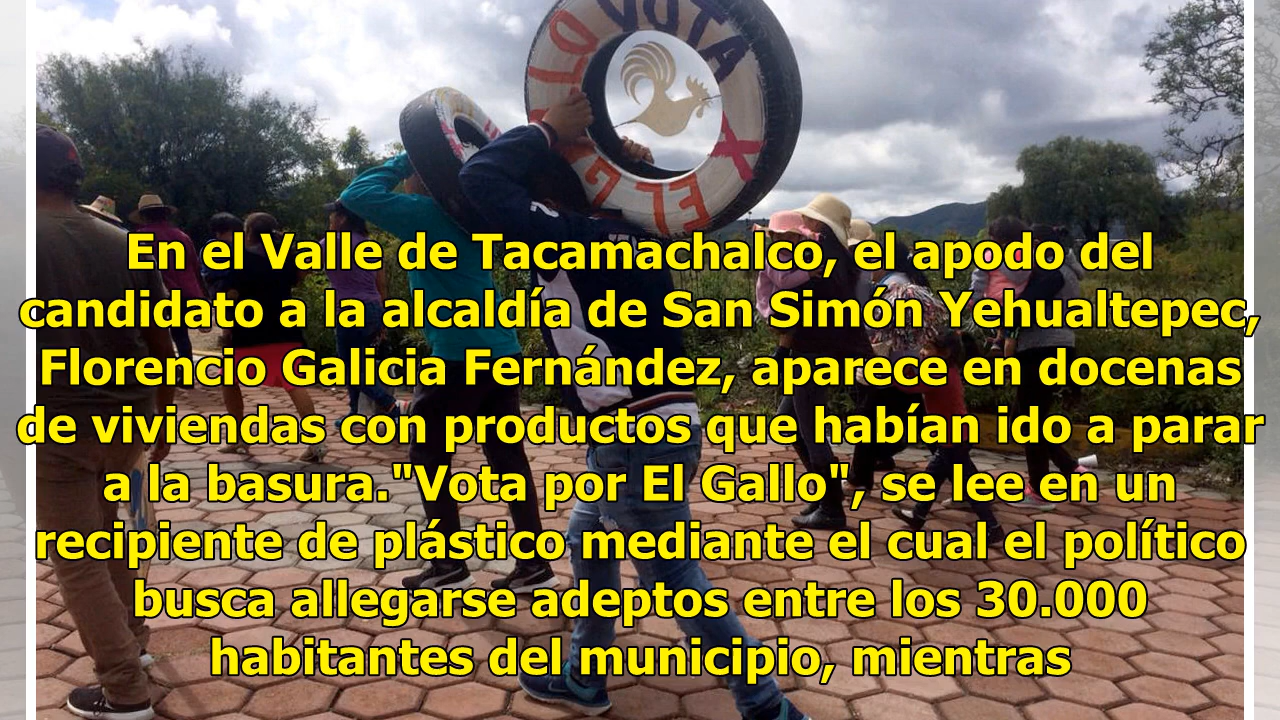 VOTA
X EL GALLO
En el Valle de Tacamachalco, el apodo del
candidato a la alcaldía de San Simón Yehualtepec,
Florencio Galicia Fernández, aparece en docenas
de viviendas con productos que habían ido a parar
a la basura."Vota por El Gallo", se lee en un
recipiente de plástico mediante el cual el político
busca allegarse adeptos entre los 30.000
habitantes del municipio, mientras